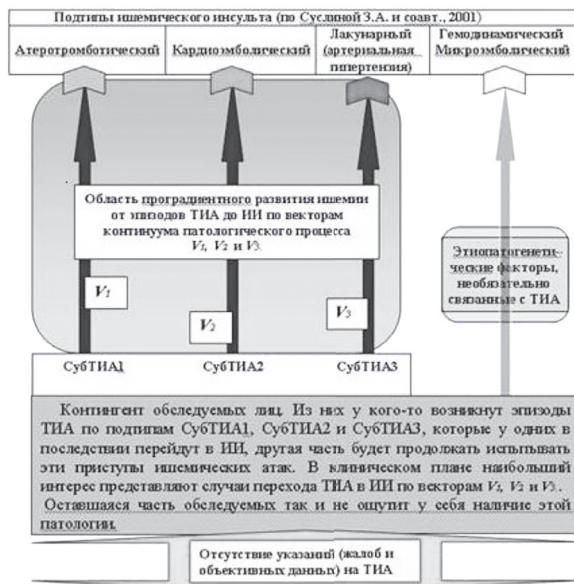 Подтипы ишемического инсульта (по Суслиной З.А. и соавт., 2001)
Атеротромботический
Кардиоэмболический
Лакунарный
(артериальная
гипертензия)
Гемодинамический
Микроэмболический
Область проградиентного развития ишемии
от эпизодов ТИА до ИИ по векторам
континуума патологического процесса
V1, V2 и V3.
Этиопатогенети-
ческие факторы,
необязательно
связанные с ТИА
V1
V2
V3
СубТИА1
СубТИА2
СубТИА3
Контингент обследуемых лиц. Из них у кого-то возникнут эпизоды
ТИА по подтипам СубТИА1, СубТИА2 и СубТИА3, которые у одних в
последствии перейдут в ИИ, другая часть будет продолжать испытывать
эти приступы ишемических атак. В клиническом плане наибольший
интерес представляют случаи перехода ТИА в ИИ по векторам V1, V2 и V3.
Оставшаяся часть обследуемых так и не ощутит у себя наличие этой
патологии.
Отсутствие указаний (жалоб и
объективных данных) на ТИА